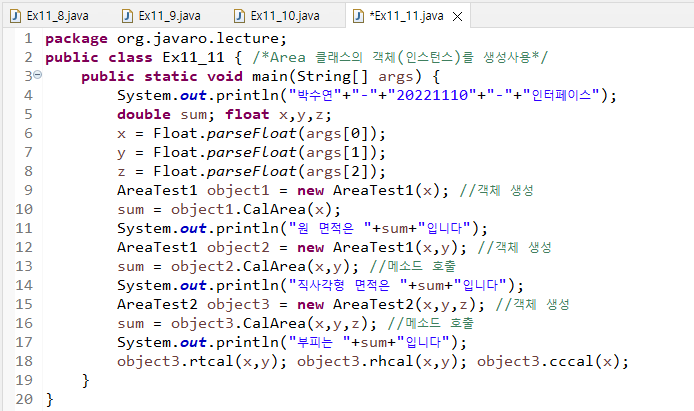 Ex11_8.java Ex11_9.java Ex11_10.java *Ex11_11.java
1 package org.javaro.lecture;
2 public class Ex11_11 { /*Area 클래스의 객체(인스턴스)를 생성사용*/
3 public static void main(String[] args) {
4 System.out.println("박수연"+"-"+"20221110"+"-"+"인터페이스");
5 double sum; float x,y,z;
6 x = Float.parseFloat(args[0]);
7 y = Float.parseFloat(args[1]);
8 z = Float.parseFloat(args[2]);
9 AreaTest1 object1 = new AreaTest1(x); //객체 생성
10 sum = object1.CalArea(x);
11 System.out.println("원 면적은 "+sum+"입니다");
12 AreaTest1 object2 = new AreaTest1(x,y); //객체 생성
13 sum = object2.CalArea(x,y); //메소드 호출
14 System.out.println("직사각형 면적은 "+sum+"입니다");
15 AreaTest2 object3 = new AreaTest2(x,y,z); //객체 생성
16 sum = object3.CalArea(x,y,z); //메소드 호출
17 System.out.println("부피는 "+sum+"입니다");
18 object3.rtcal(x,y); object3.rhcal(x,y); object3.cccal(x);
19 }
20 }